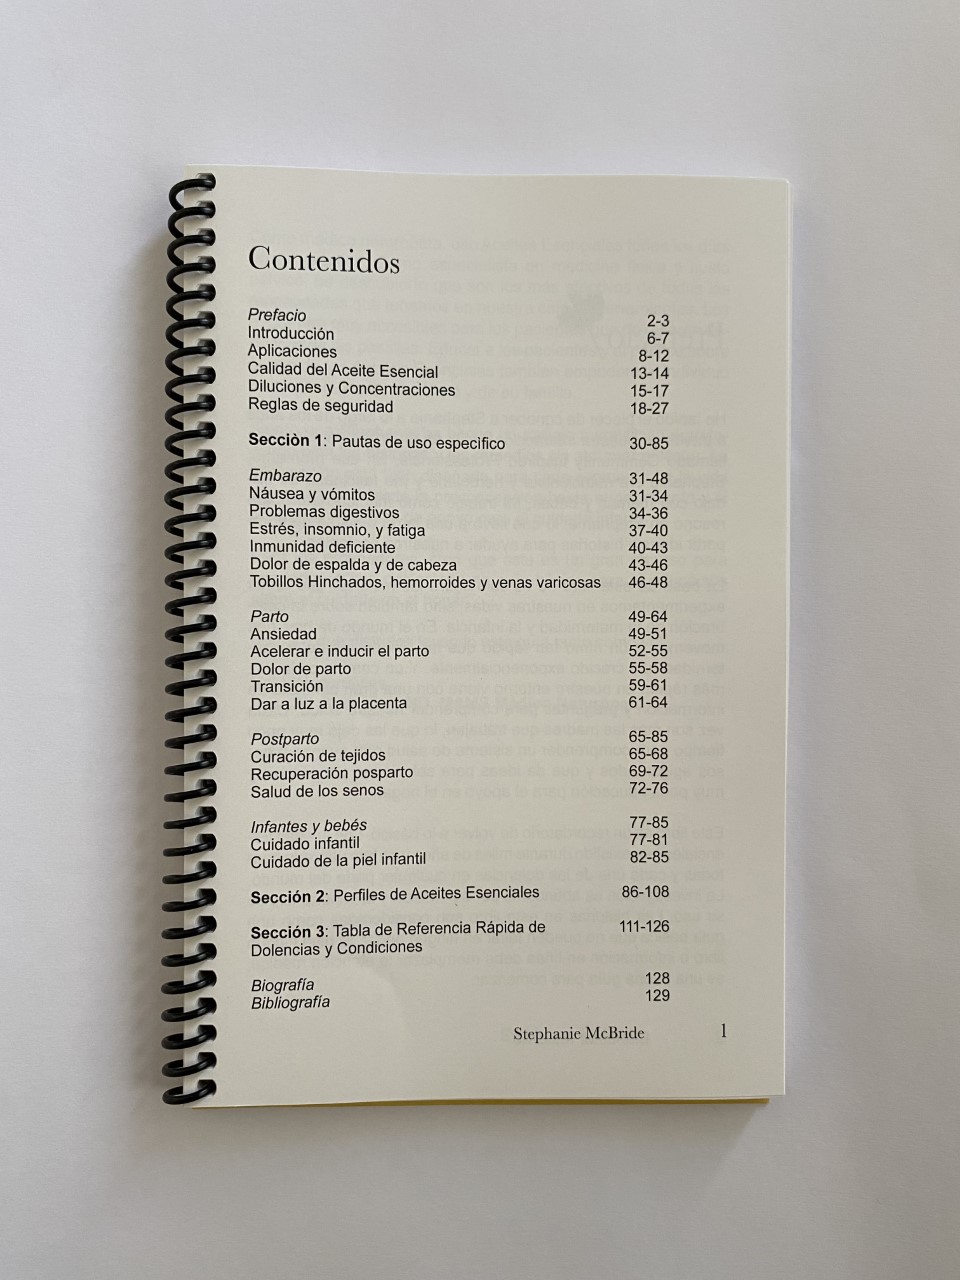 Contenidos
Prefacio 2-3
Introducción 6-7
Aplicaciones 8-12
Calidad del Aceite Esencial 13-14
Diluciones y Concentraciones 15-17
Reglas de seguridad 18-27
Secciòn 1: Pautas de uso especìfico 30-85
Embarazo 31-48
Náusea y vómitos 31-34
Problemas digestivos 34-36
Estrés, insomnio, y fatiga 37-40
Inmunidad deficiente 40-43
Dolor de espalda y de cabeza 43-46
Tobillos Hinchados, hemorroides y venas varicosas 46-48
Parto 49-64
Ansiedad 49-51
Acelerar e inducir el parto 52-55
Dolor de parto 55-58
Transición 59-61
Dar a luz a la placenta 61-64
Postparto 65-85
Curación de tejidos 65-68
Recuperación posparto 69-72
Salud de los senos 72-76
Infantes y bebés 77-85
Cuidado infantil 77-81
Cuidado de la piel infantil 82-85
Sección 2: Perfiles de Aceites Esenciales 86-108
Sección 3: Tabla de Referencia Rápida de 111-126
Dolencias y Condiciones
Biografía 128
Bibliografía 129
Stephanie McBride 1